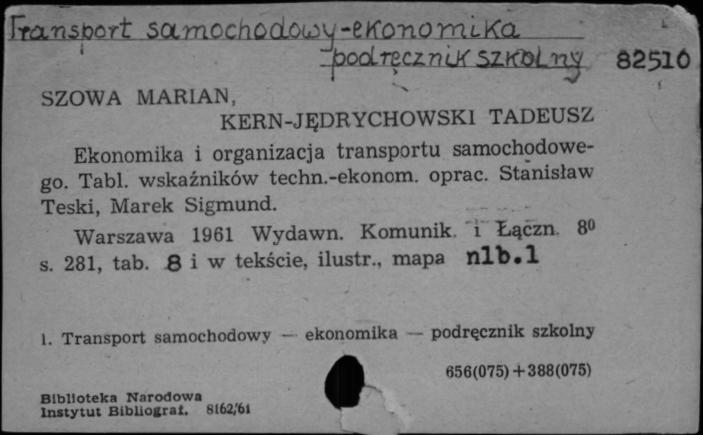 Transport samochodowy-ekonomika
-podręcznik szkolny 82510
SZOWA MARIAN,
KERN-JĘDRYCHOWSKI TADEUSZ
Ekonomika i organizacja transportu samochodowe-
go. Tabl. wskaźników techn.-ekonom. oprac. Stanisław
Teski, Marek Sigmund.
Warszawa 1961 Wydawn. Komunik. i Łączn. 8⁰
s. 281, tab. 8 i w tekście, ilustr., mapa nlb.1
1. Transport samochodowy — ekonomika — podręcznik szkolny
656(075)+388(075)
Biblioteka Narodowa
Instytut Bibliograf. 8162/61